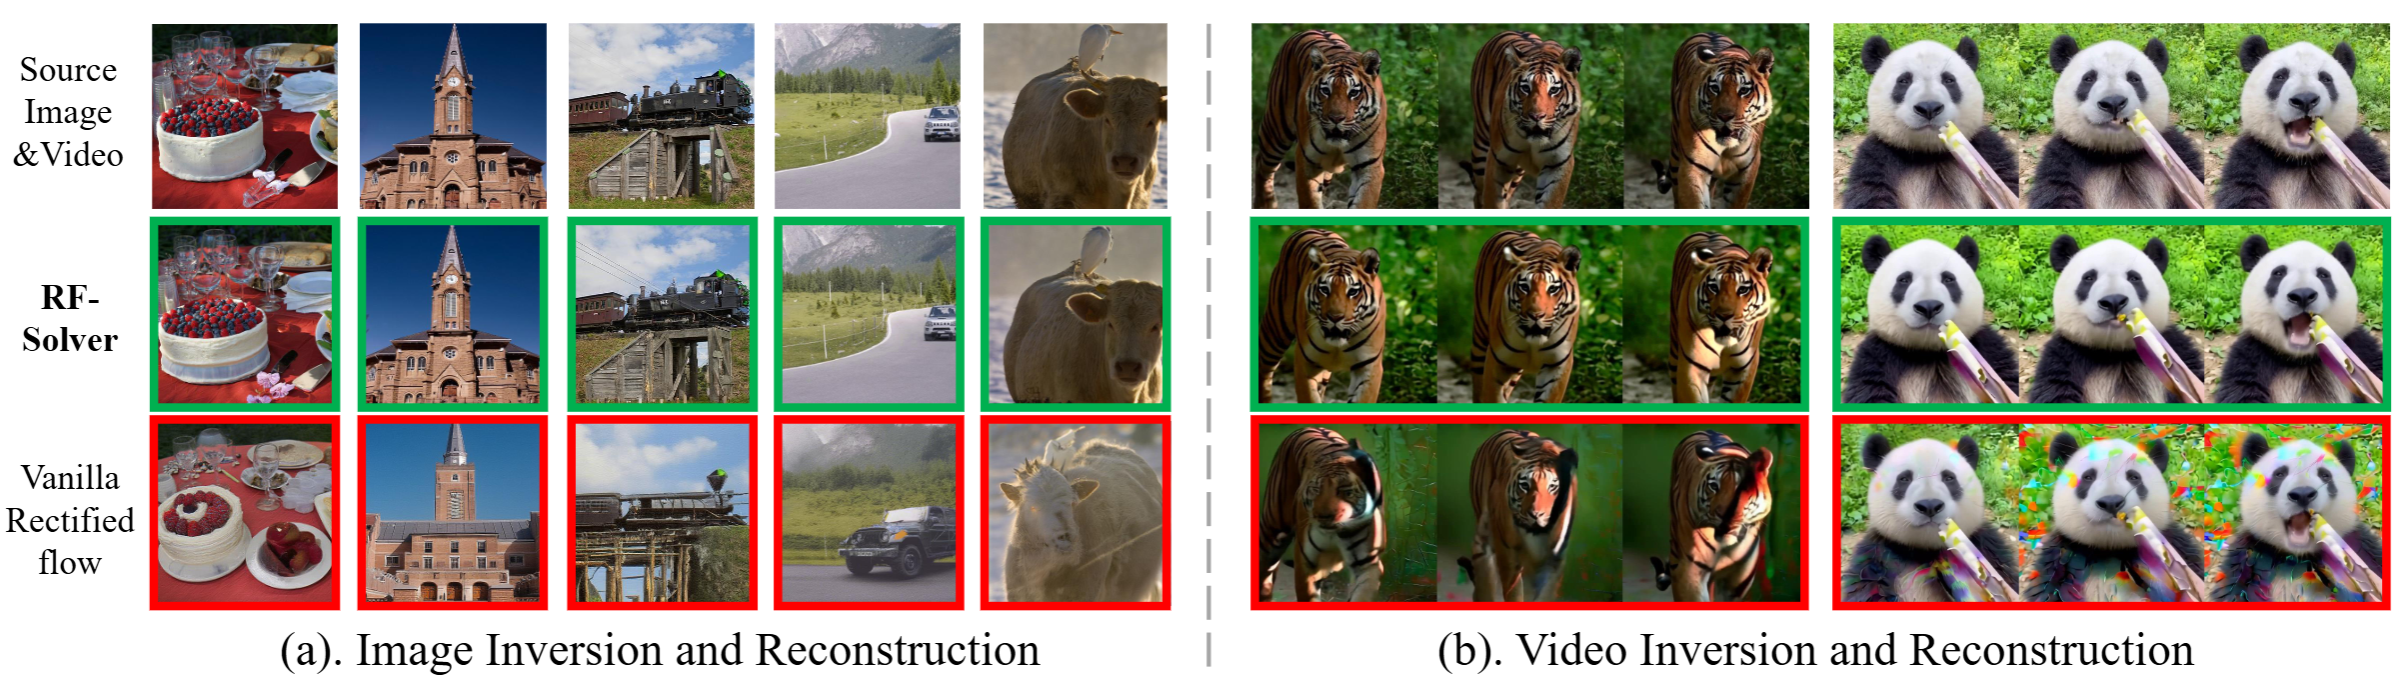 Source
Image
&Video
RF-
Solver
Vanilla
Rectified
flow
(a). Image Inversion and Reconstruction
(b). Video Inversion and Reconstruction